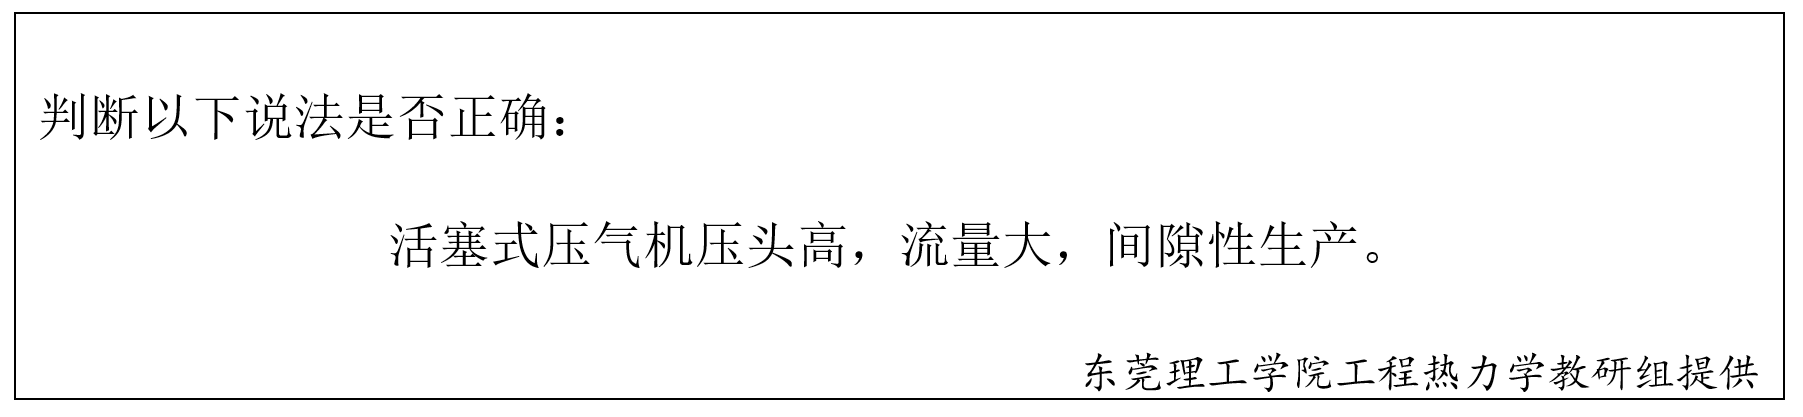 判断以下说法是否正确：
活塞式压气机压头高，流量大，间隙性生产。
东莞理工学院工程热力学教研组提供